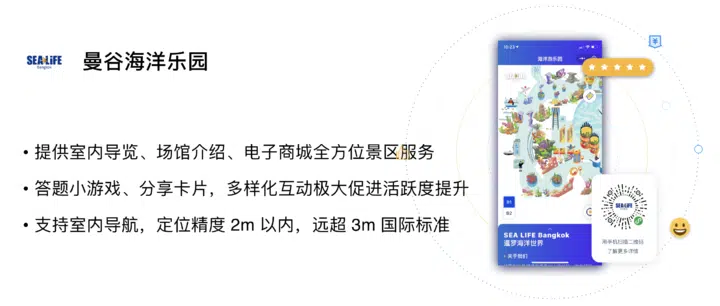 SEA LIFE
Bangkok
曼谷海洋乐园
• 提供室内导览、场馆介绍、电子商城全方位景区服务
• 答题小游戏、分享卡片，多样化互动极大促进活跃度提升
• 支持室内导航，定位精度 2m 以内，远超 3m 国际标准
15:23
海洋馆乐园
B1
B2
SEA LIFE Bangkok
暹罗海洋世界
关于我们
SEA LIFE
用手机扫描二维码
了解更多详情